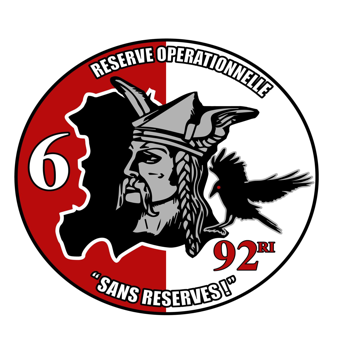 RESERVE OPERATIONNELLE
6
92RI
"SANS RESERVES!"